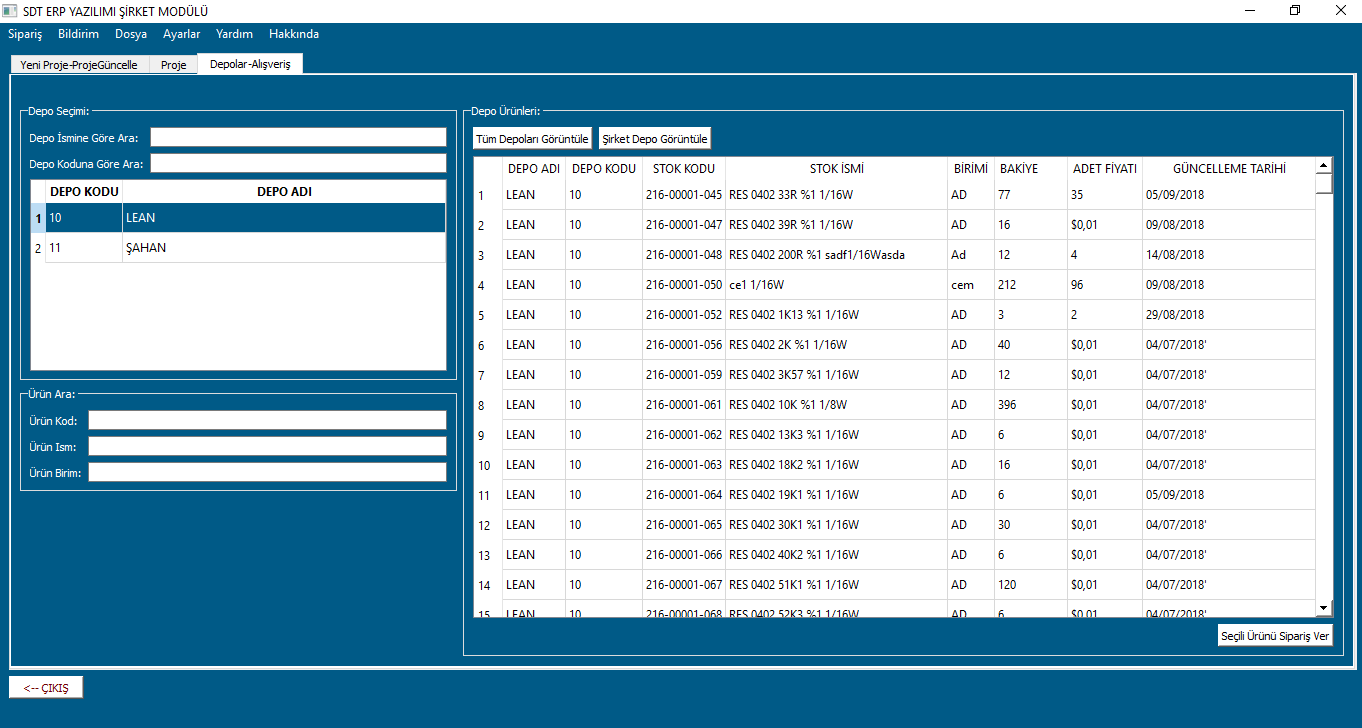 SDT ERP YAZILIMI ŞİRKET MODÜLÜ
Sipariş Bildirim Dosya Ayarlar Yardım Hakkında
Yeni Proje-ProjeGüncelle Proje Depolar-Alışveriş
Depo Seçimi:
Depo İsmine Göre Ara:
Depo Koduna Göre Ara:
DEPO KODU DEPO ADI
1 10 LEAN
2 11 ŞAHAN
Ürün Ara:
Ürün Kod:
Ürün Ism:
Ürün Birim:
Depo Ürünleri:
Tüm Depoları Görüntüle Şirket Depo Görüntüle
DEPO ADI DEPO KODU STOK KODU STOK İSMİ BİRİMİ BAKİYE ADET FİYATI GÜNCELLEME TARİHİ
1 LEAN 10 216-00001-045 RES 0402 33R %1 1/16W AD 77 35 05/09/2018
2 LEAN 10 216-00001-047 RES 0402 39R %1 1/16W AD 16 $0,01 09/08/2018
3 LEAN 10 216-00001-048 RES 0402 200R %1 sadf1/16Wasda Ad 12 4 14/08/2018
4 LEAN 10 216-00001-050 ce1 1/16W cem 212 96 09/08/2018
5 LEAN 10 216-00001-052 RES 0402 1K13 %1 1/16W AD 3 2 29/08/2018
6 LEAN 10 216-00001-056 RES 0402 2K %1 1/16W AD 40 $0,01 04/07/2018'
7 LEAN 10 216-00001-059 RES 0402 3K57 %1 1/16W AD 12 $0,01 04/07/2018'
8 LEAN 10 216-00001-061 RES 0402 10K %1 1/8W AD 396 $0,01 04/07/2018'
9 LEAN 10 216-00001-062 RES 0402 13K3 %1 1/16W AD 6 $0,01 04/07/2018'
10 LEAN 10 216-00001-063 RES 0402 18K2 %1 1/16W AD 16 $0,01 04/07/2018'
11 LEAN 10 216-00001-064 RES 0402 19K1 %1 1/16W AD 6 $0,01 05/09/2018
12 LEAN 10 216-00001-065 RES 0402 30K1 %1 1/16W AD 30 $0,01 04/07/2018'
13 LEAN 10 216-00001-066 RES 0402 40K2 %1 1/16W AD 6 $0,01 04/07/2018'
14 LEAN 10 216-00001-067 RES 0402 51K1 %1 1/16W AD 120 $0,01 04/07/2018'
15 LEAN 10 216-00001-068 RES 0402 52K3 %1 1/16W AD 6 $0,01 04/07/2018'
Seçili Ürünü Sipariş Ver
<-- ÇIKIŞ